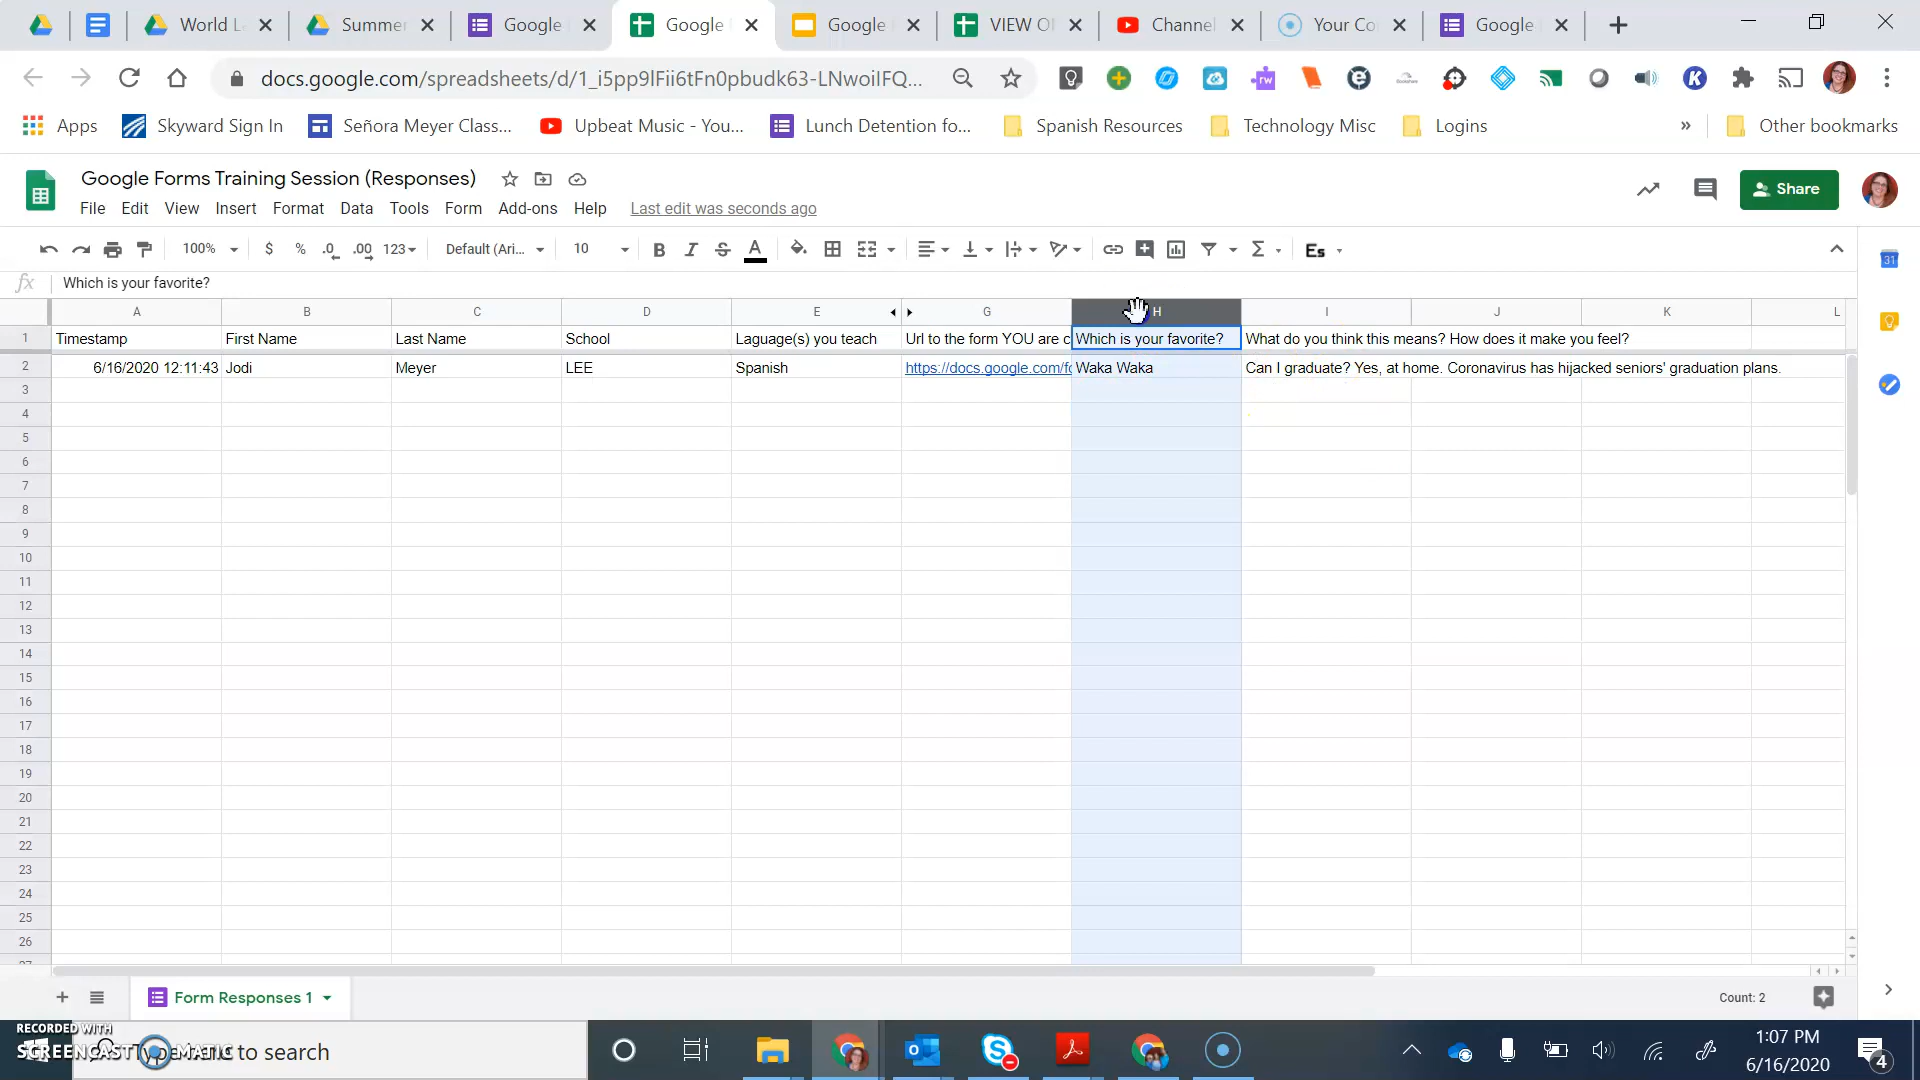 World L
Summer
Google
Google
Google
VIEW O
Channel
Your Co
Google
docs.google.com/spreadsheets/d/1_i5pp9lFii6tFn0pbudk63-LNwoiIFQ...
Apps
Skyward Sign In
Señora Meyer Class...
Upbeat Music - You...
Lunch Detention fo...
Spanish Resources
Technology Misc
Logins
»
Other bookmarks
Google Forms Training Session (Responses)
File Edit View Insert Format Data Tools Form Add-ons Help Last edit was seconds ago
Share
100% $ % .0 .00 123 Default (Ari... 10 B I S A Σ Es
31
fx Which is your favorite?
A B C D E G H I J K L
1 Timestamp First Name Last Name School Laguage(s) you teach Url to the form YOU are c Which is your favorite? What do you think this means? How does it make you feel?
2 6/16/2020 12:11:43 Jodi Meyer LEE Spanish https://docs.google.com/fo Waka Waka Can I graduate? Yes, at home. Coronavirus has hijacked seniors' graduation plans.
3
4
5
6
7
8
9
10
11
12
13
14
15
16
17
18
19
20
21
22
23
24
25
26
Form Responses 1
Count: 2
RECORDED WITH
SCREENCAST MATIC
Type here to search
1:07 PM
6/16/2020
4